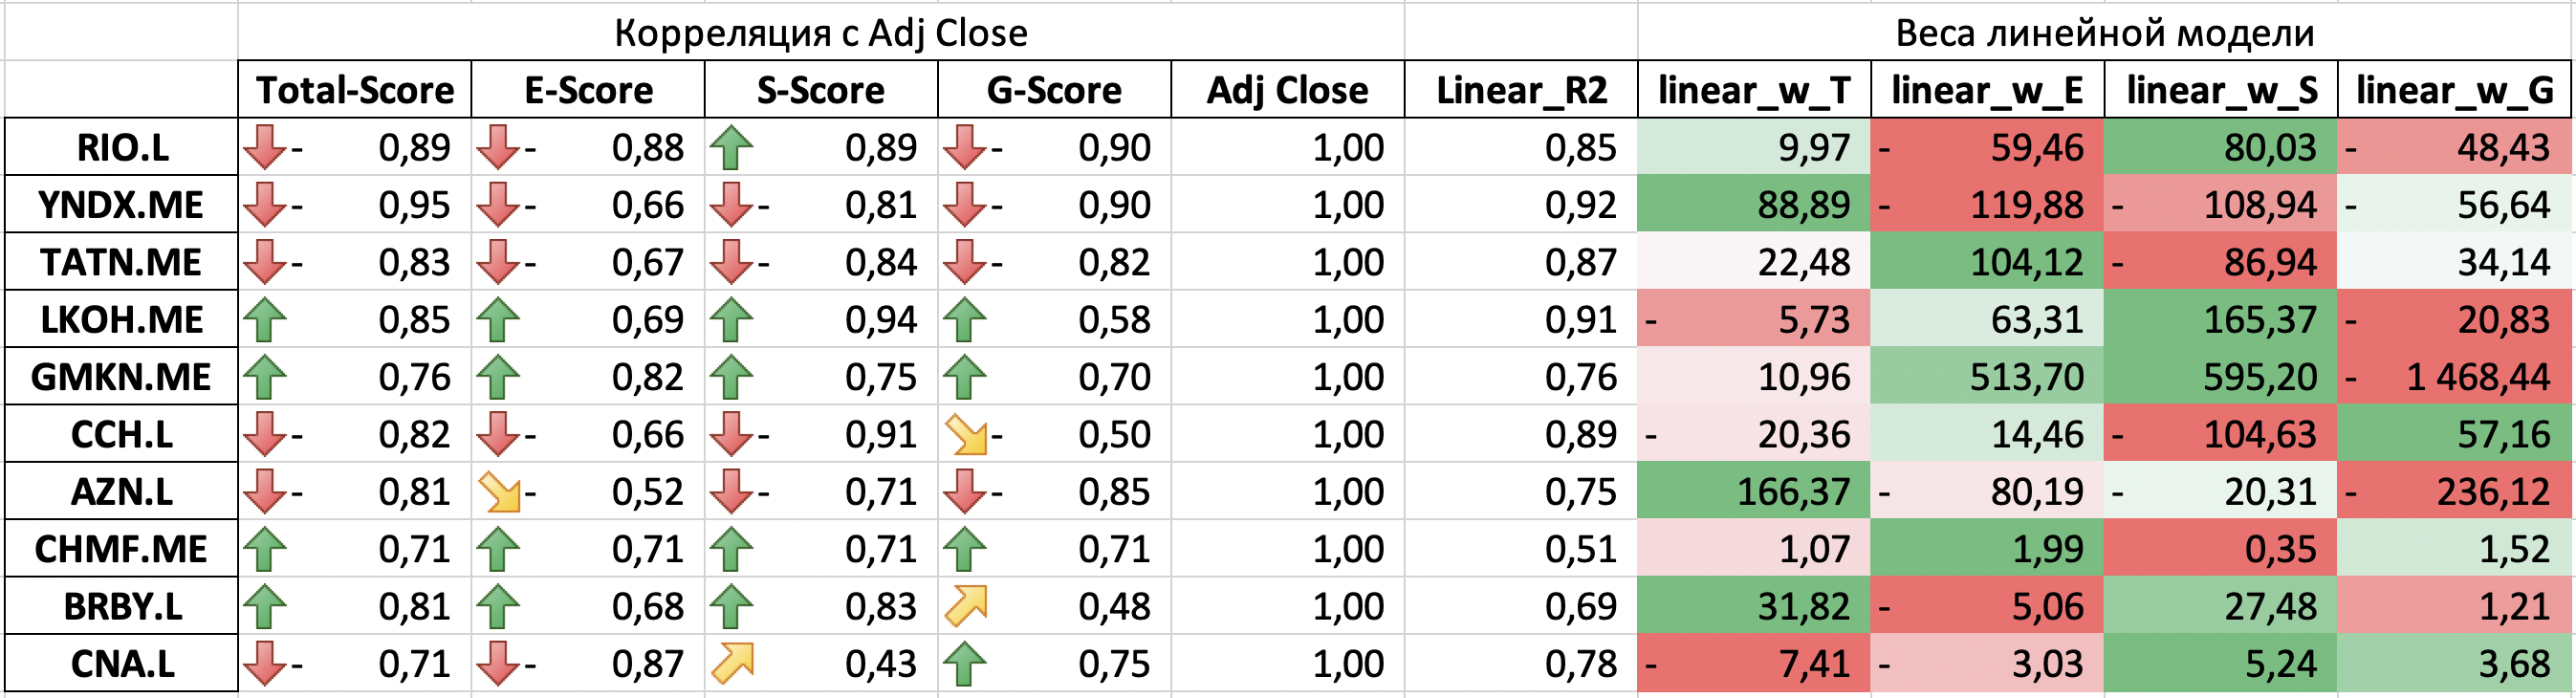 Корреляция с Adj Close Веса линейной модели
Total-Score E-Score S-Score G-Score Adj Close Linear_R2 linear_w_T linear_w_E linear_w_S linear_w_G
RIO.L - 0,89 - 0,88 0,89 - 0,90 1,00 0,85 9,97 - 59,46 80,03 - 48,43
YNDX.ME - 0,95 - 0,66 - 0,81 - 0,90 1,00 0,92 88,89 - 119,88 - 108,94 - 56,64
TATN.ME - 0,83 - 0,67 - 0,84 - 0,82 1,00 0,87 22,48 104,12 - 86,94 34,14
LKOH.ME 0,85 0,69 0,94 0,58 1,00 0,91 - 5,73 63,31 165,37 - 20,83
GMKN.ME 0,76 0,82 0,75 0,70 1,00 0,76 10,96 513,70 595,20 - 1 468,44
CCH.L - 0,82 - 0,66 - 0,91 - 0,50 1,00 0,89 - 20,36 14,46 - 104,63 57,16
AZN.L - 0,81 - 0,52 - 0,71 - 0,85 1,00 0,75 166,37 - 80,19 - 20,31 - 236,12
CHMF.ME 0,71 0,71 0,71 0,71 1,00 0,51 1,07 1,99 0,35 1,52
BRBY.L 0,81 0,68 0,83 0,48 1,00 0,69 31,82 - 5,06 27,48 1,21
CNA.L - 0,71 - 0,87 0,43 0,75 1,00 0,78 - 7,41 - 3,03 5,24 3,68